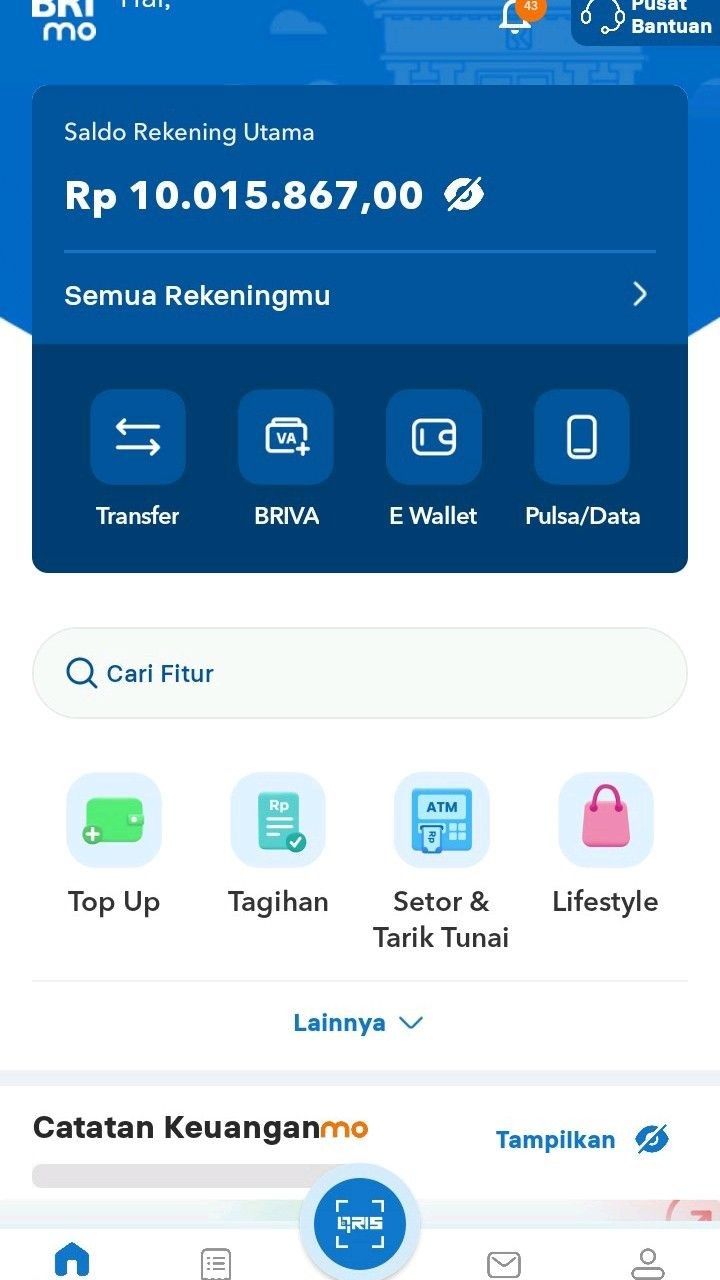 BRI
mo
Hai,
43
Pusat
Bantuan
Saldo Rekening Utama
Rp 10.015.867,00
Semua Rekeningmu
VA
Transfer
BRIVA
E Wallet
Pulsa/Data
Cari Fitur
Rp
ATM
Rp
Top Up
Tagihan
Setor &
Tarik Tunai
Lifestyle
Lainnya
Catatan Keuanganmo
Tampilkan
QRIS